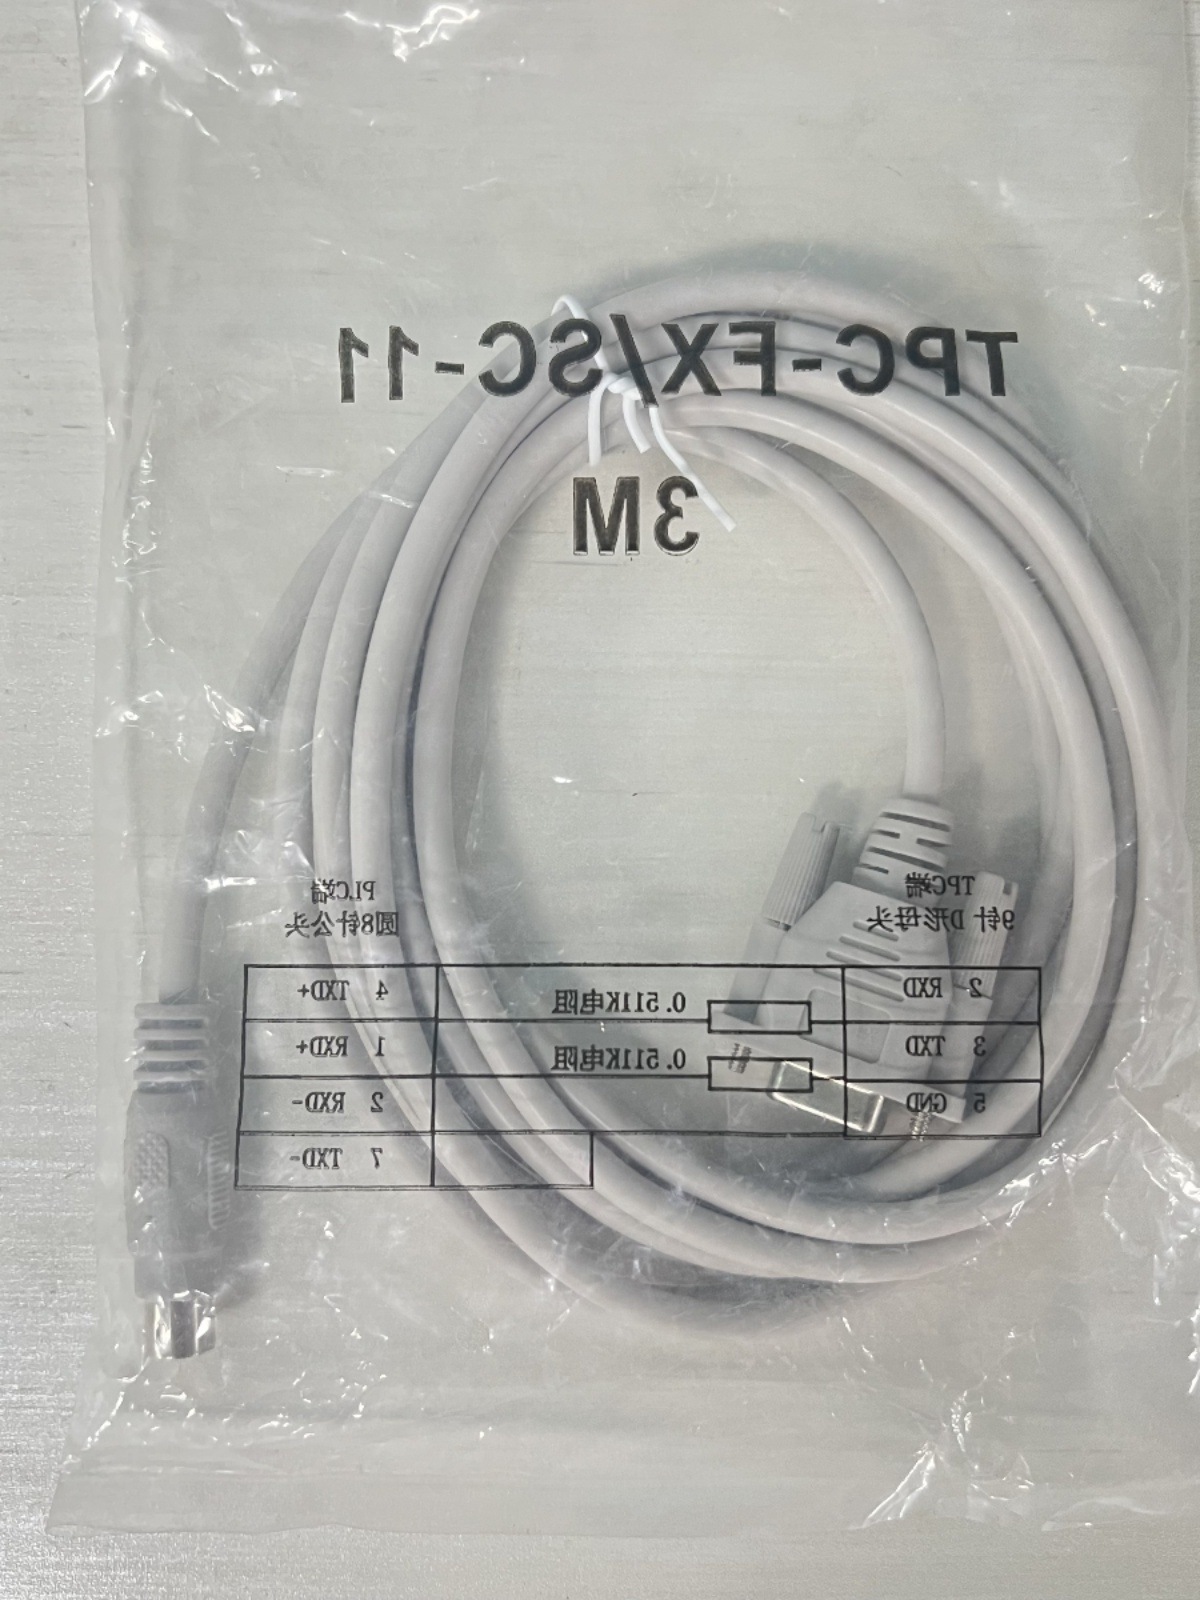 TPC-FX/SC-11
3M
TPC端 PLC端
9针 D形母头 圆8针公头
2 RXD 0.511K电阻 4 TXD+
3 TXD 0.511K电阻 1 RXD+
5 GND 2 RXD-
7 TXD-